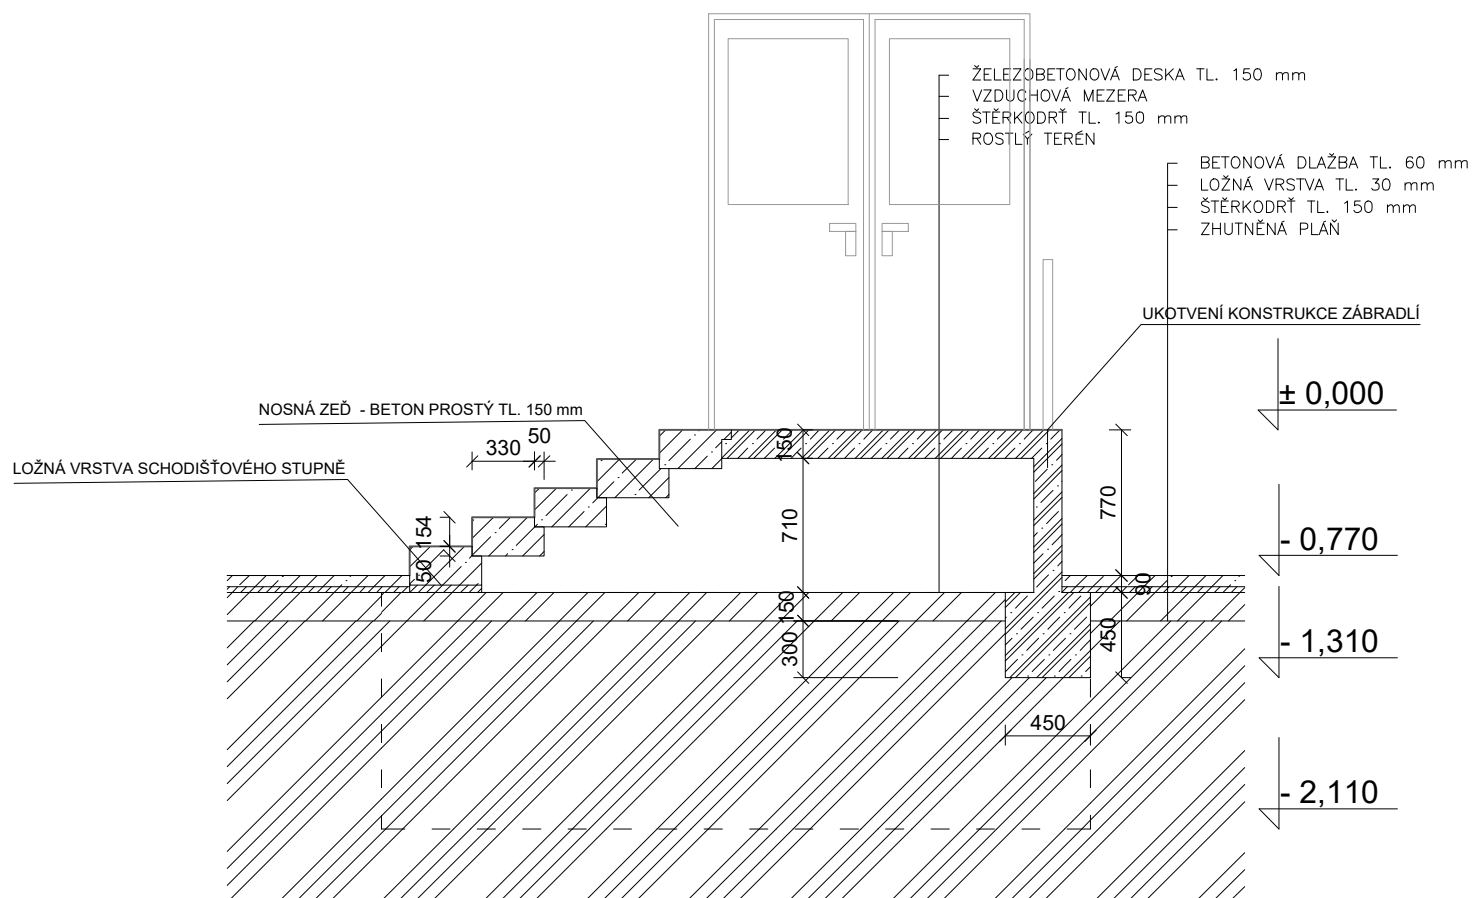 ŽELEZOBETONOVÁ DESKA TL. 150 mm
VZDUCHOVÁ MEZERA
ŠTĚRKODRŤ TL. 150 mm
ROSTLÝ TERÉN
BETONOVÁ DLAŽBA TL. 60 mm
LOŽNÁ VRSTVA TL. 30 mm
ŠTĚRKODRŤ TL. 150 mm
ZHUTNĚNÁ PLÁŇ
UKOTVENÍ KONSTRUKCE ZÁBRADLÍ
± 0,000
NOSNÁ ZEĎ - BETON PROSTÝ TL. 150 mm
330
50
150
LOŽNÁ VRSTVA SCHODIŠŤOVÉHO STUPNĚ
154
50
710
770
- 0,770
90
150
300
450
- 1,310
450
- 2,110